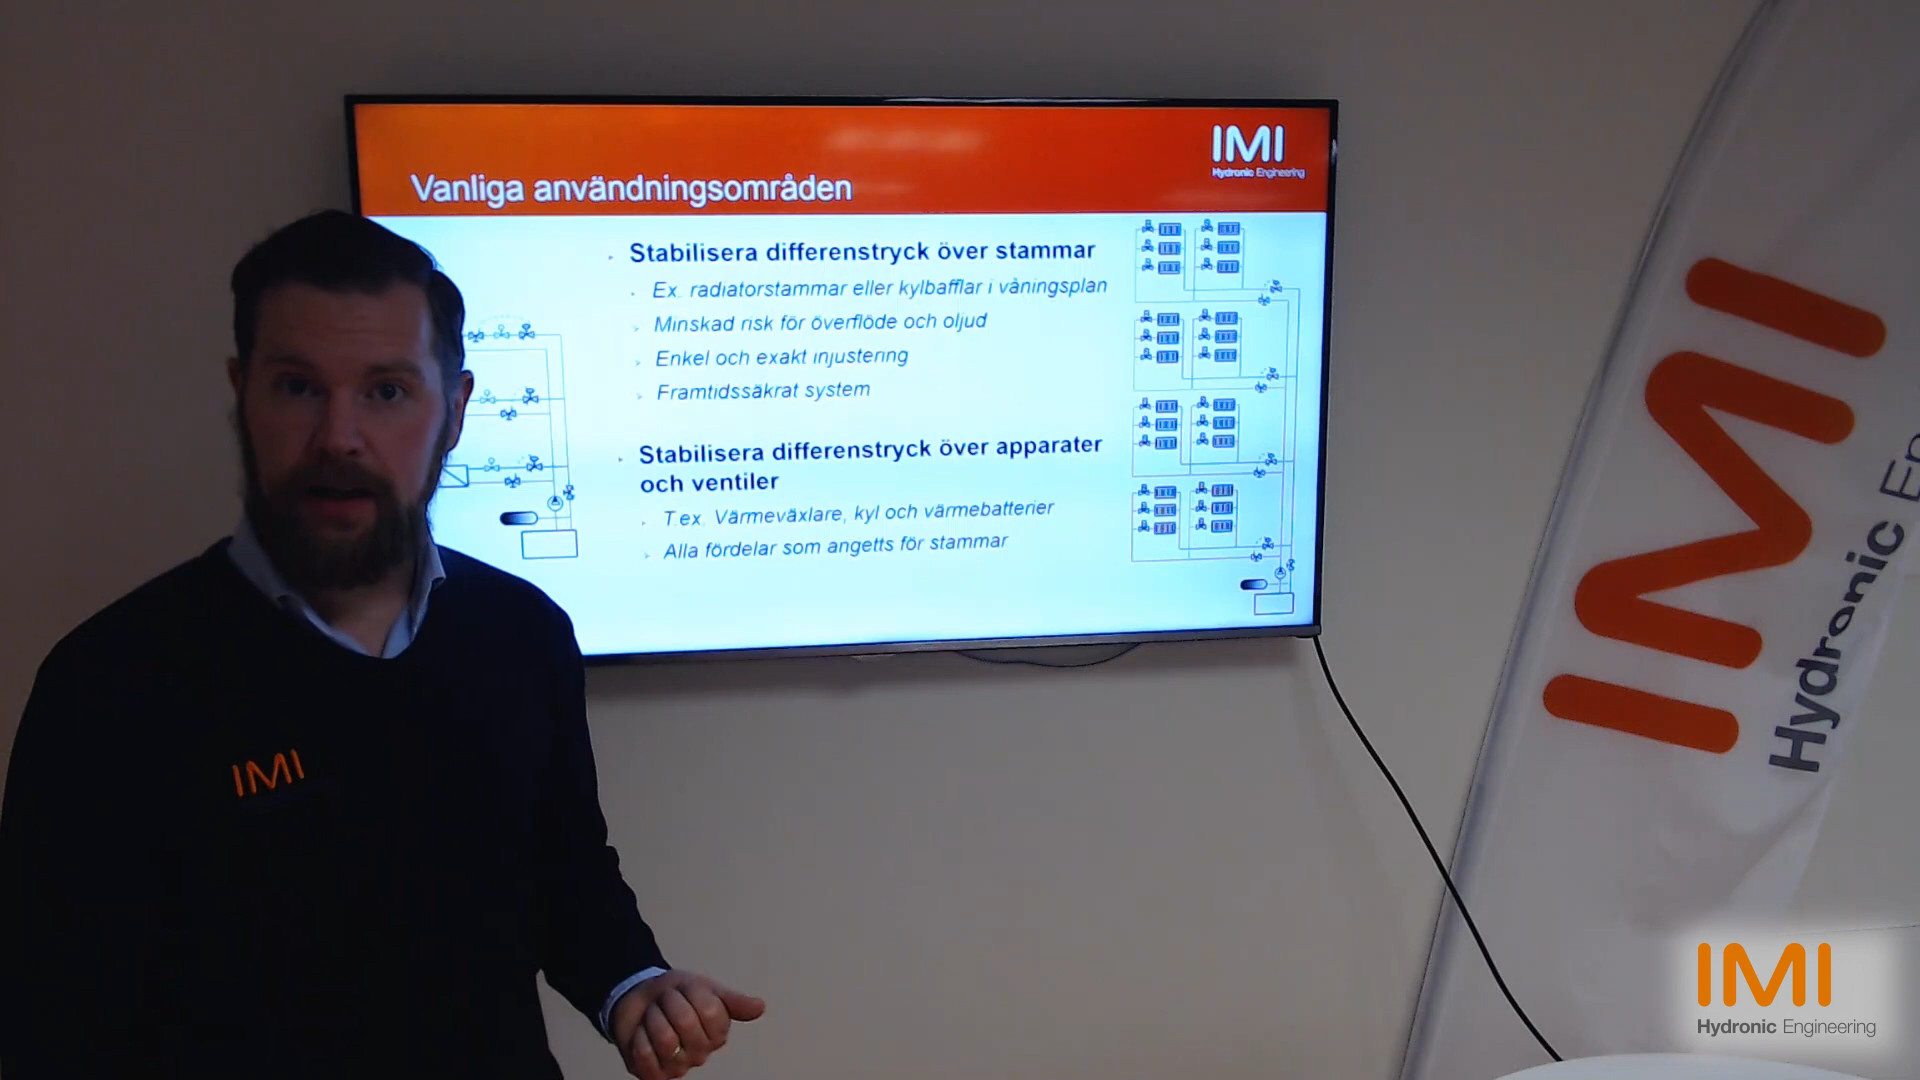 IMI
Hydronic Engineering
Vanliga användningsområden
Stabilisera differenstryck över stammar
Ex. radiatorstammar eller kylbafflar i våningsplan
Minskad risk för överflöde och oljud
Enkel och exakt injustering
Framtidssäkrat system
Stabilisera differenstryck över apparater
och ventiler
T.ex. Värmeväxlare, kyl och värmebatterier
Alla fördelar som angetts för stammar
IMI
IMI
Hydronic
IMI
Hydronic Engineering